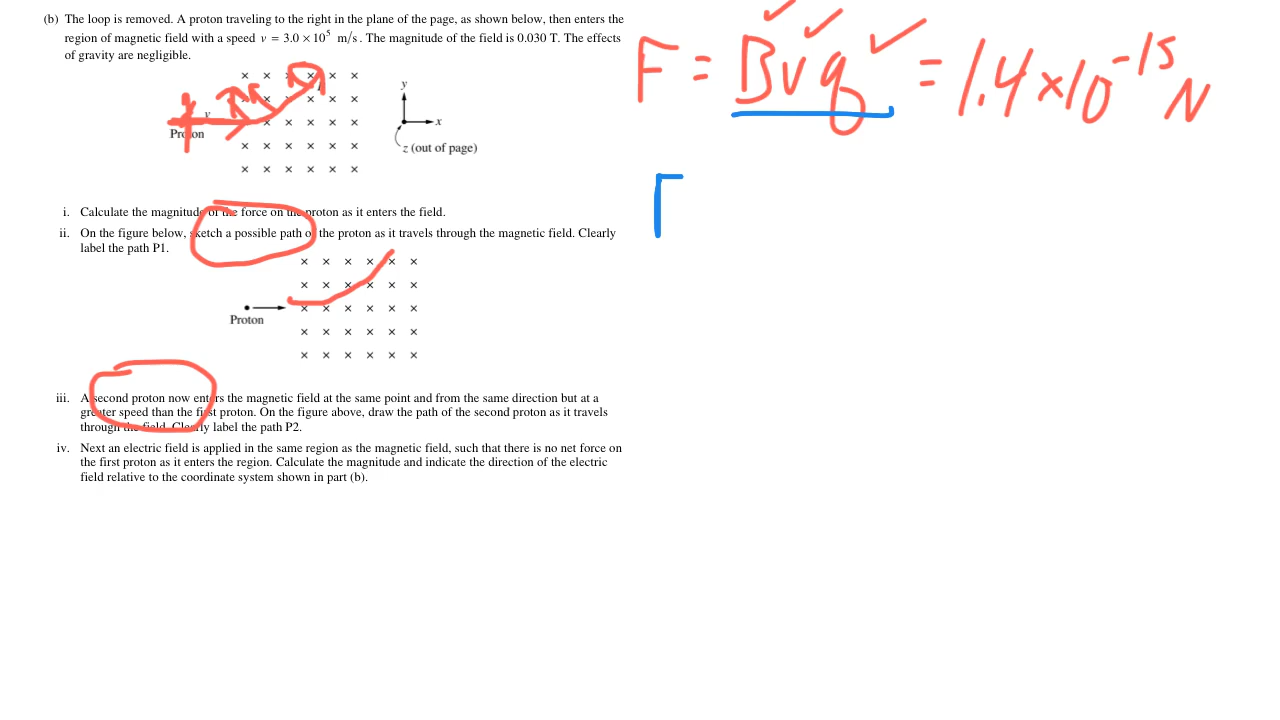 (b) The loop is removed. A proton traveling to the right in the plane of the page, as shown below, then enters the
region of magnetic field with a speed v = 3.0 × 10⁵ m/s. The magnitude of the field is 0.030 T. The effects
of gravity are negligible.
F = Bvq = 1.4×10⁻¹⁵ N
× × × × × ×
× × × × ×
× × × × ×
× × × × × ×
× × × × × ×
v
Proton
y
x
z (out of page)
i. Calculate the magnitude of the force on the proton as it enters the field.
ii. On the figure below, sketch a possible path of the proton as it travels through the magnetic field. Clearly
label the path P1.
× × × × × ×
× × × × × ×
× × × × × ×
× × × × × ×
× × × × × ×
Proton
iii. A second proton now enters the magnetic field at the same point and from the same direction but at a
greater speed than the first proton. On the figure above, draw the path of the second proton as it travels
through the field. Clearly label the path P2.
iv. Next an electric field is applied in the same region as the magnetic field, such that there is no net force on
the first proton as it enters the region. Calculate the magnitude and indicate the direction of the electric
field relative to the coordinate system shown in part (b).